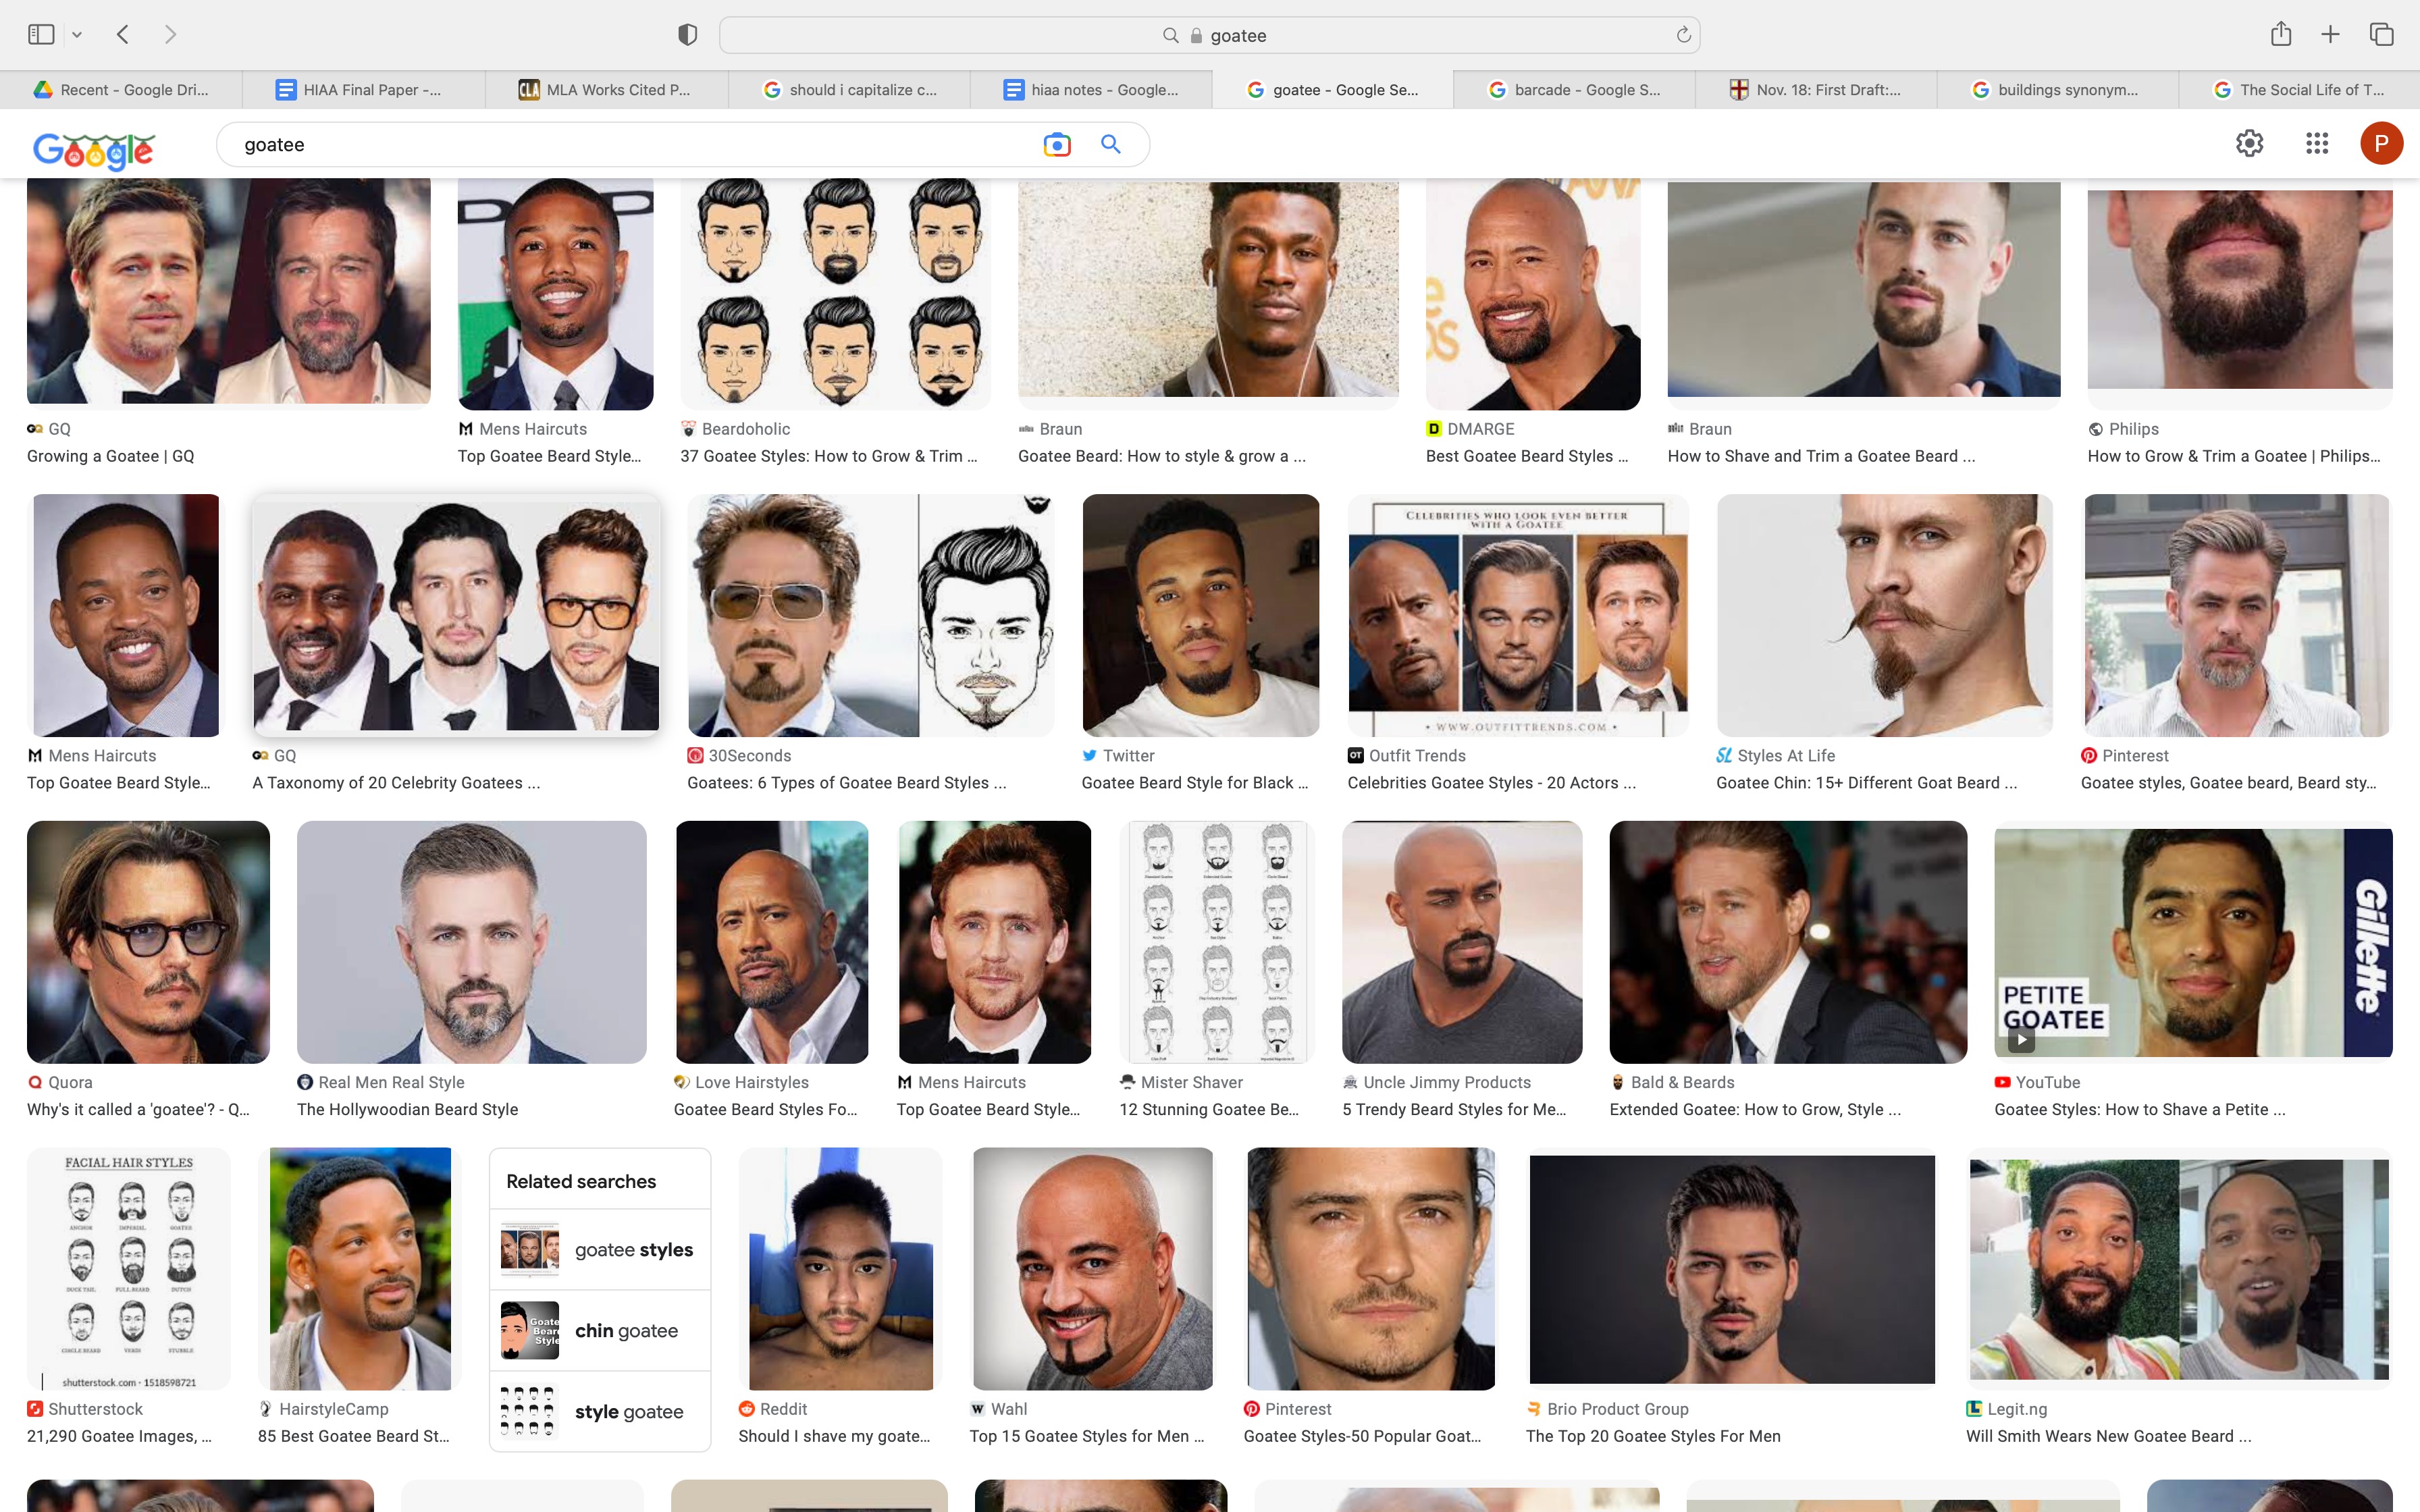 goatee
Recent - Google Dri...
HIAA Final Paper -...
MLA Works Cited P...
should i capitalize c...
hiaa notes - Google...
goatee - Google Se...
barcade - Google S...
Nov. 18: First Draft:...
buildings synonym...
The Social Life of T...
Google
goatee
P
GQ
Growing a Goatee | GQ
Mens Haircuts
Top Goatee Beard Style...
Beardoholic
37 Goatee Styles: How to Grow & Trim ...
Braun
Goatee Beard: How to style & grow a ...
DMARGE
Best Goatee Beard Styles ...
Braun
How to Shave and Trim a Goatee Beard ...
Philips
How to Grow & Trim a Goatee | Philips...
CELEBRITIES WHO LOOK EVEN BETTER
WITH A GOATEE
• WWW.OUTFITTRENDS.COM •
Mens Haircuts
Top Goatee Beard Style...
GQ
A Taxonomy of 20 Celebrity Goatees ...
30Seconds
Goatees: 6 Types of Goatee Beard Styles ...
Twitter
Goatee Beard Style for Black ...
Outfit Trends
Celebrities Goatee Styles - 20 Actors ...
Styles At Life
Goatee Chin: 15+ Different Goat Beard ...
Pinterest
Goatee styles, Goatee beard, Beard sty...
PETITE
GOATEE
Gillette
Quora
Why's it called a 'goatee'? - Q...
Real Men Real Style
The Hollywoodian Beard Style
Love Hairstyles
Goatee Beard Styles Fo...
Mens Haircuts
Top Goatee Beard Style...
Mister Shaver
12 Stunning Goatee Be...
Uncle Jimmy Products
5 Trendy Beard Styles for Me...
Bald & Beards
Extended Goatee: How to Grow, Style ...
YouTube
Goatee Styles: How to Shave a Petite ...
FACIAL HAIR STYLES
ANCHOR IMPERIAL GOATEE
DUCK TAIL FULL BEARD DUTCH
CIRCLE BEARD VERDI STUBBLE
shutterstock.com · 1518598721
Related searches
goatee styles
chin goatee
style goatee
Shutterstock
21,290 Goatee Images, ...
HairstyleCamp
85 Best Goatee Beard St...
Reddit
Should I shave my goate...
Wahl
Top 15 Goatee Styles for Men ...
Pinterest
Goatee Styles-50 Popular Goat...
Brio Product Group
The Top 20 Goatee Styles For Men
Legit.ng
Will Smith Wears New Goatee Beard ...